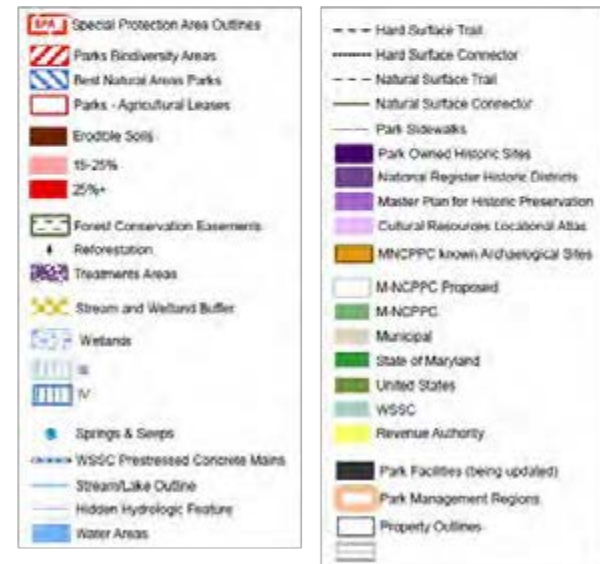 SPA Special Protection Area Outlines
Parks Biodiversity Areas
Best Natural Areas Parks
Parks - Agricultural Leases
Erodible Soils
15-25%
25%+
Forest Conservation Easements
Reforestation
Treatments Areas
Stream and Wetland Buffer
Wetlands
III
IV
Springs & Seeps
WSSC Prestressed Concrete Mains
Stream/Lake Outline
Hidden Hydrologic Feature
Water Areas
Hard Surface Trail
Hard Surface Connector
Natural Surface Trail
Natural Surface Connector
Park Sidewalks
Park Owned Historic Sites
National Register Historic Districts
Master Plan for Historic Preservation
Cultural Resources Locational Atlas
MNCPPC known Archaelogical Sites
M-NCPPC Proposed
M-NCPPC
Municipal
State of Maryland
United States
WSSC
Revenue Authority
Park Facilities (being updated)
Park Management Regions
Property Outlines